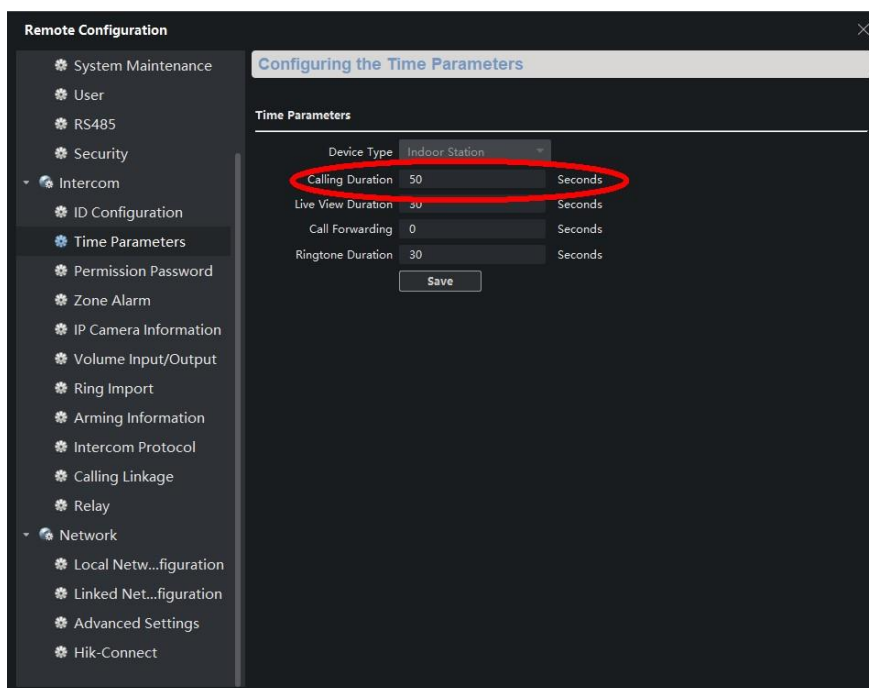 Remote Configuration
System Maintenance
User
RS485
Security
Intercom
ID Configuration
Time Parameters
Permission Password
Zone Alarm
IP Camera Information
Volume Input/Output
Ring Import
Arming Information
Intercom Protocol
Calling Linkage
Relay
Network
Local Netw...figuration
Linked Net...figuration
Advanced Settings
Hik-Connect
Configuring the Time Parameters
Time Parameters
Device Type Indoor Station
Calling Duration 50 Seconds
Live View Duration 30 Seconds
Call Forwarding 0 Seconds
Ringtone Duration 30 Seconds
Save